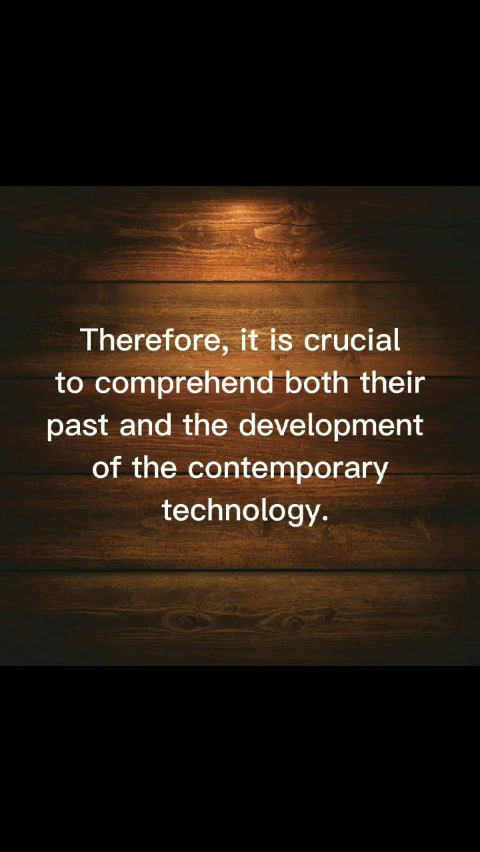 Therefore, it is crucial
to comprehend both their
past and the development
of the contemporary
technology.